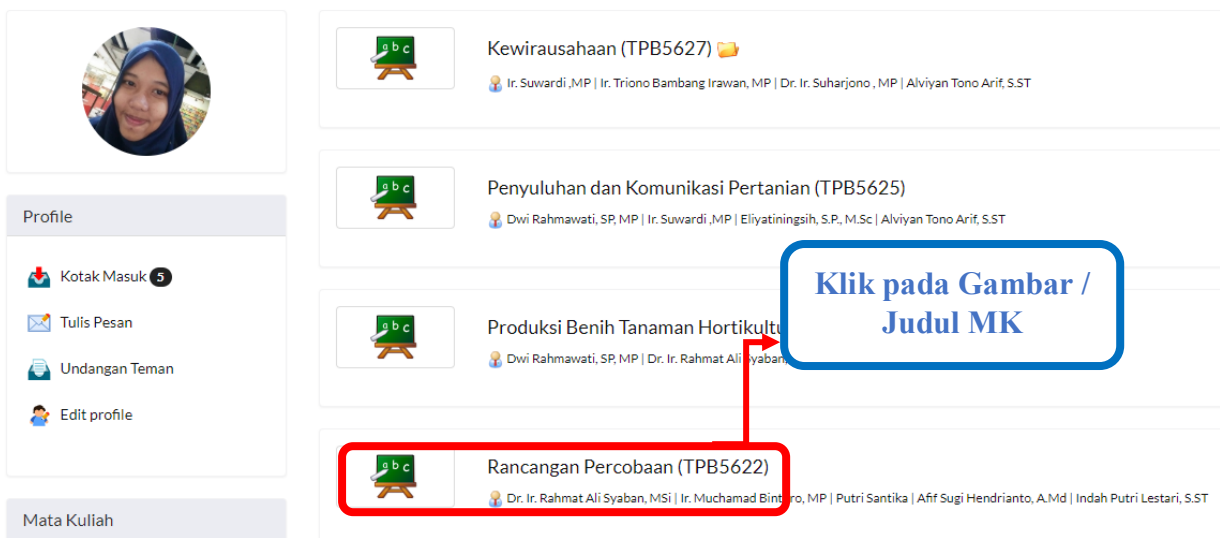 Profile
Kotak Masuk 5
Tulis Pesan
Undangan Teman
Edit profile
Mata Kuliah
abc
Kewirausahaan (TPB5627)
Ir. Suwardi ,MP | Ir. Triono Bambang Irawan, MP | Dr. Ir. Suharjono , MP | Alviyan Tono Arif, S.ST
abc
Penyuluhan dan Komunikasi Pertanian (TPB5625)
Dwi Rahmawati, SP, MP | Ir. Suwardi ,MP | Eliyatiningsih, S.P., M.Sc | Alviyan Tono Arif, S.ST
Klik pada Gambar /
Judul MK
abc
Produksi Benih Tanaman
Dwi Rahmawati, SP, MP | Dr. Ir. Rahmat Ali
abc
Rancangan Percobaan (TPB5622)
Dr. Ir. Rahmat Ali Syaban, MSi | Ir. Muchamad MP | Putri Santika | Afif Sugi Hendrianto, A.Md | Indah Putri Lestari, S.ST